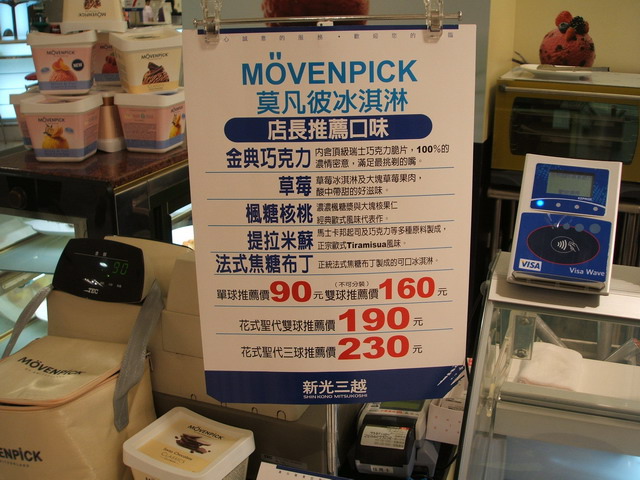 MÖVENPICK
莫凡彼冰淇淋
店長推薦口味
金典巧克力 內含頂級瑞士巧克力脆片，100%的
濃情密意，滿足最挑剔的嘴。
草莓 草莓冰淇淋及大塊草莓果肉，
酸中帶甜的好滋味。
楓糖核桃 濃濃楓糖漿與大塊核果仁
經典歐式風味代表作。
提拉米蘇 馬士卡邦起司及巧克力等多種原料製成，
正宗歐式Tiramisua風味。
法式焦糖布丁 正統法式焦糖布丁製成的可口冰淇淋。
單球推薦價90元 雙球推薦價160元
(不可分裝)
花式聖代雙球推薦價190元
花式聖代三球推薦價230元
新光三越
SHIN KONG MITSUKOSHI
VISA
Visa Wave
90
MÖVENPICK
ENPICK
MÖVENPICK
CLASSICS